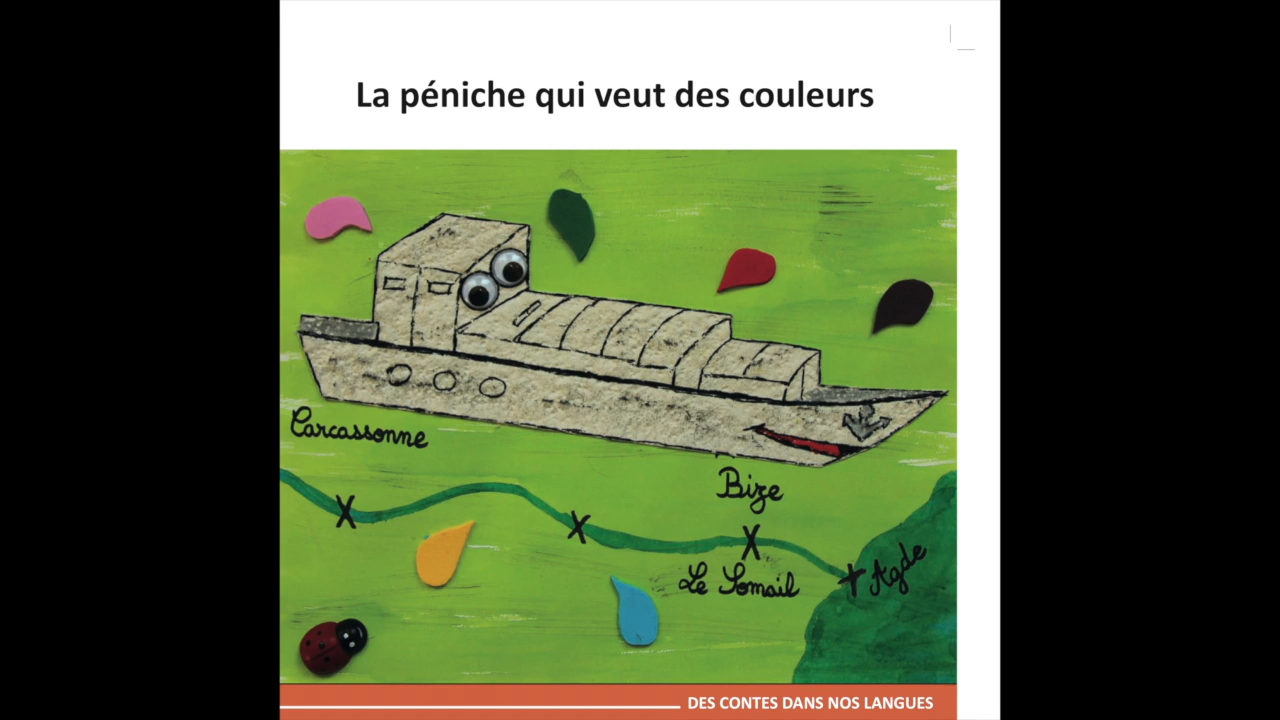 La péniche qui veut des couleurs
Carcassonne
Bize
Le Somail
Agde
DES CONTES DANS NOS LANGUES